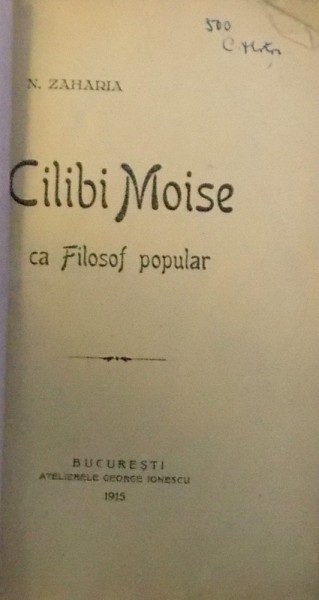 500
N. ZAHARIA
Cilibi Moise
ca Filosof popular
BUCUREȘTI
ATELIERELE GEORGE IONESCU
1915